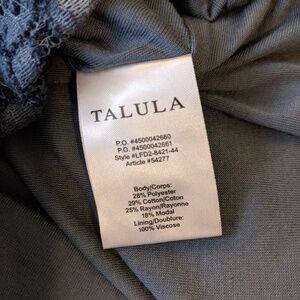 TALULA
P.O. #4500042660
P.O. #4500042661
Style #LFD2-8421-44
Article #54277
Body/Corps:
28% Polyester
29% Cotton/Coton
25% Rayon/Rayonne
18% Modal
Lining/Doublure:
100% Viscose